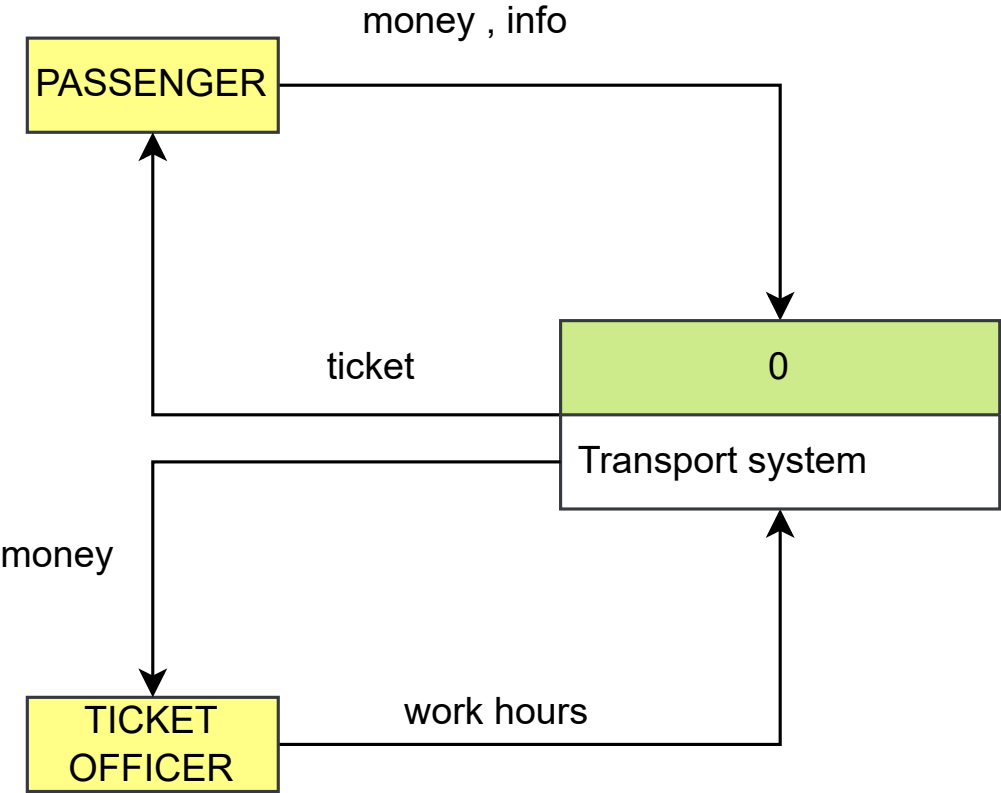 money , info
PASSENGER
ticket
0
Transport system
money
TICKET
OFFICER
work hours